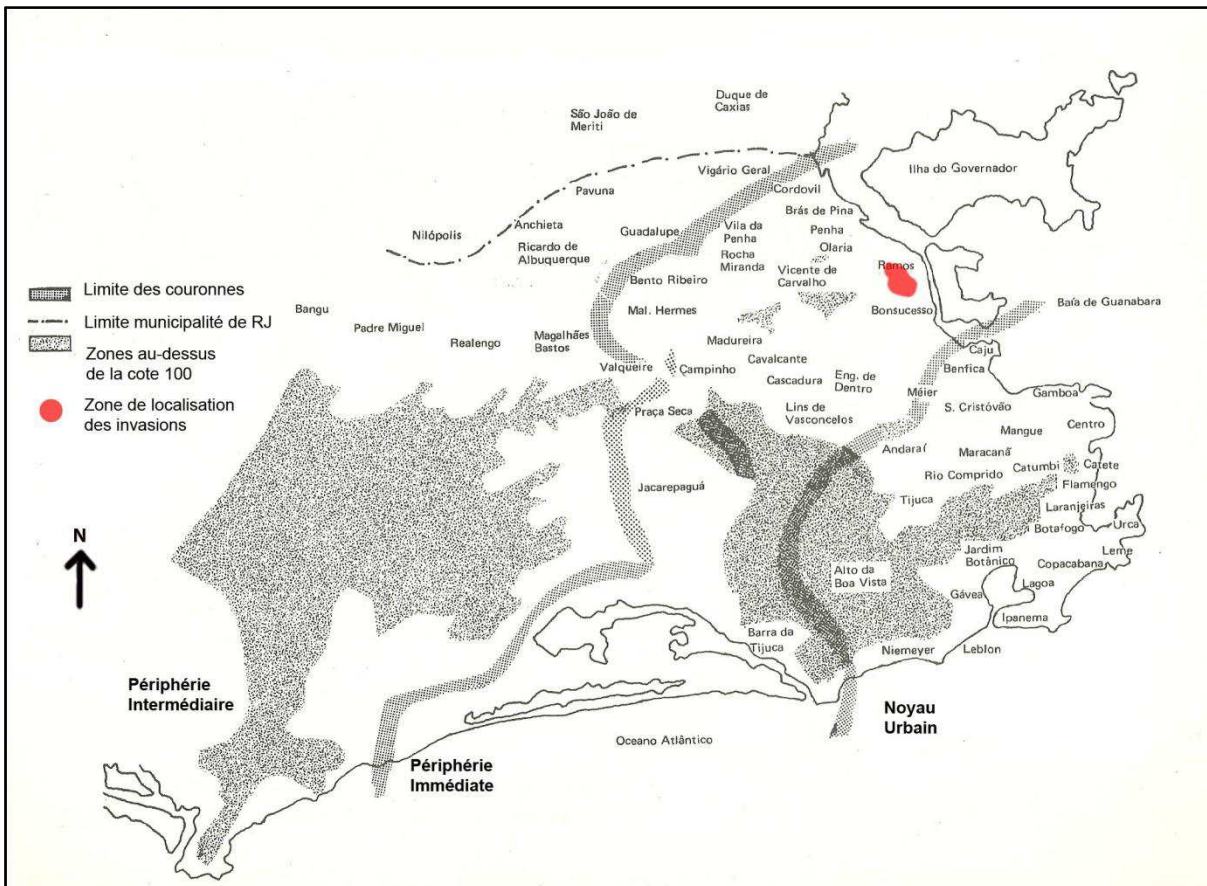 Duque de
Caxias
São João de
Meriti
Ilha do Governador
Vigário Geral
Cordovil
Pavuna
Brás de Pina
Anchieta
Nilópolis
Guadalupe
Vila da
Penha
Penha
Ricardo de
Albuquerque
Olaria
Rocha
Miranda
Ramos
Vicente de
Carvalho
Bento Ribeiro
Limite des couronnes
Bangu
Mal. Hermes
Bonsucesso
Baía de Guanabara
Limite municipalité de RJ
Padre Miguel
Realengo
Magalhães
Bastos
Madureira
Caju
Zones au-dessus
de la cote 100
Valqueire
Campinho
Cavalcante
Cascadura
Eng. de
Dentro
Benfica
Méier
Gamboa
Zone de localisation
des invasions
Praça Seca
Lins de
Vasconcelos
S. Cristóvão
Mangue
Centro
Andaraí
Maracanã
Rio Comprido
Catumbi
Catete
Jacarepaguá
Tijuca
Flamengo
Laranjeiras
Botafogo
Urca
N
Jardim
Botânico
Leme
Copacabana
Alto da
Boa Vista
Lagoa
Gávea
Ipanema
Barra da
Tijuca
Niemeyer
Leblon
Périphérie
Intermédiaire
Noyau
Urbain
Oceano Atlântico
Périphérie
Immédiate